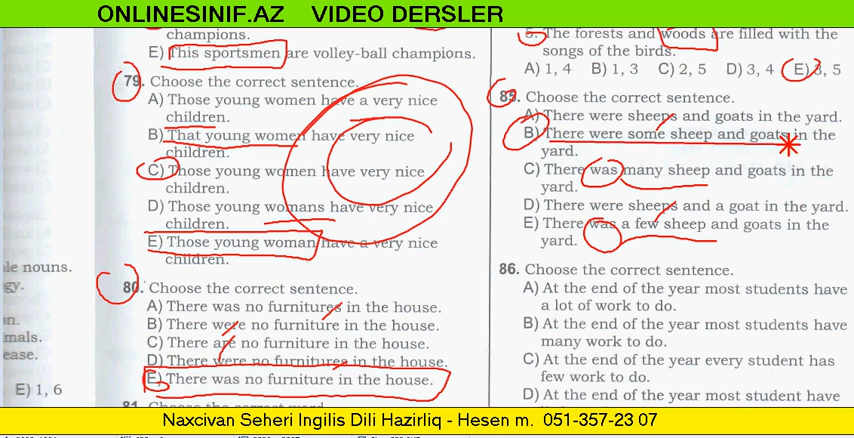 ONLINESINIF.AZ VIDEO DERSLER
champions.
E) This sportsmen are volley-ball champions.
79. Choose the correct sentence.
A) Those young women have a very nice
children.
B) That young women have very nice
children.
C) Those young women have very nice
children.
D) Those young womans have very nice
children.
E) Those young woman have a very nice
children.
80. Choose the correct sentence.
A) There was no furnitures in the house.
B) There were no furniture in the house.
C) There are no furniture in the house.
D) There were no furnitures in the house.
E) There was no furniture in the house.
nouns.
mals.
ease.
E) 1, 6
5. The forests and woods are filled with the
songs of the birds.
A) 1, 4 B) 1, 3 C) 2, 5 D) 3, 4 E) 3, 5
85. Choose the correct sentence.
A) There were sheeps and goats in the yard.
B) There were some sheep and goats in the
yard.
C) There was many sheep and goats in the
yard.
D) There were sheeps and a goat in the yard.
E) There was a few sheep and goats in the
yard.
86. Choose the correct sentence.
A) At the end of the year most students have
a lot of work to do.
B) At the end of the year most students have
many work to do.
C) At the end of the year every student has
few work to do.
D) At the end of the year most students have
Naxcivan Seheri Ingilis Dili Hazirliq - Hesen m. 051-357-23 07